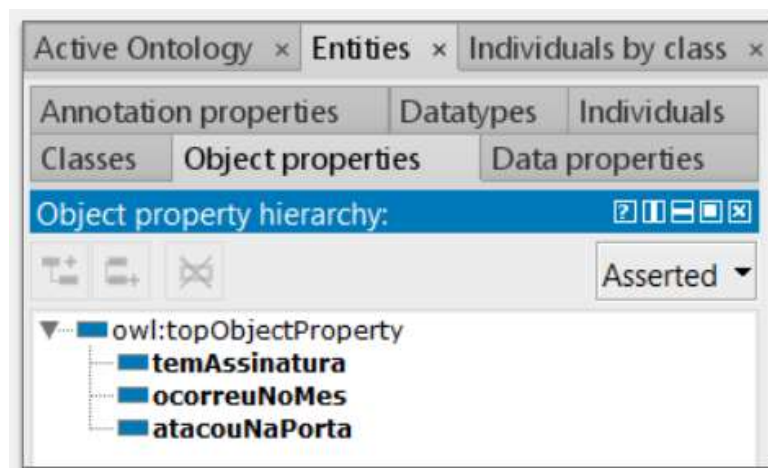 Active Ontology × Entities × Individuals by class ×
Annotation properties Datatypes Individuals
Classes Object properties Data properties
Object property hierarchy:
Asserted
owl:topObjectProperty
temAssinatura
ocorreuNoMes
atacouNaPorta